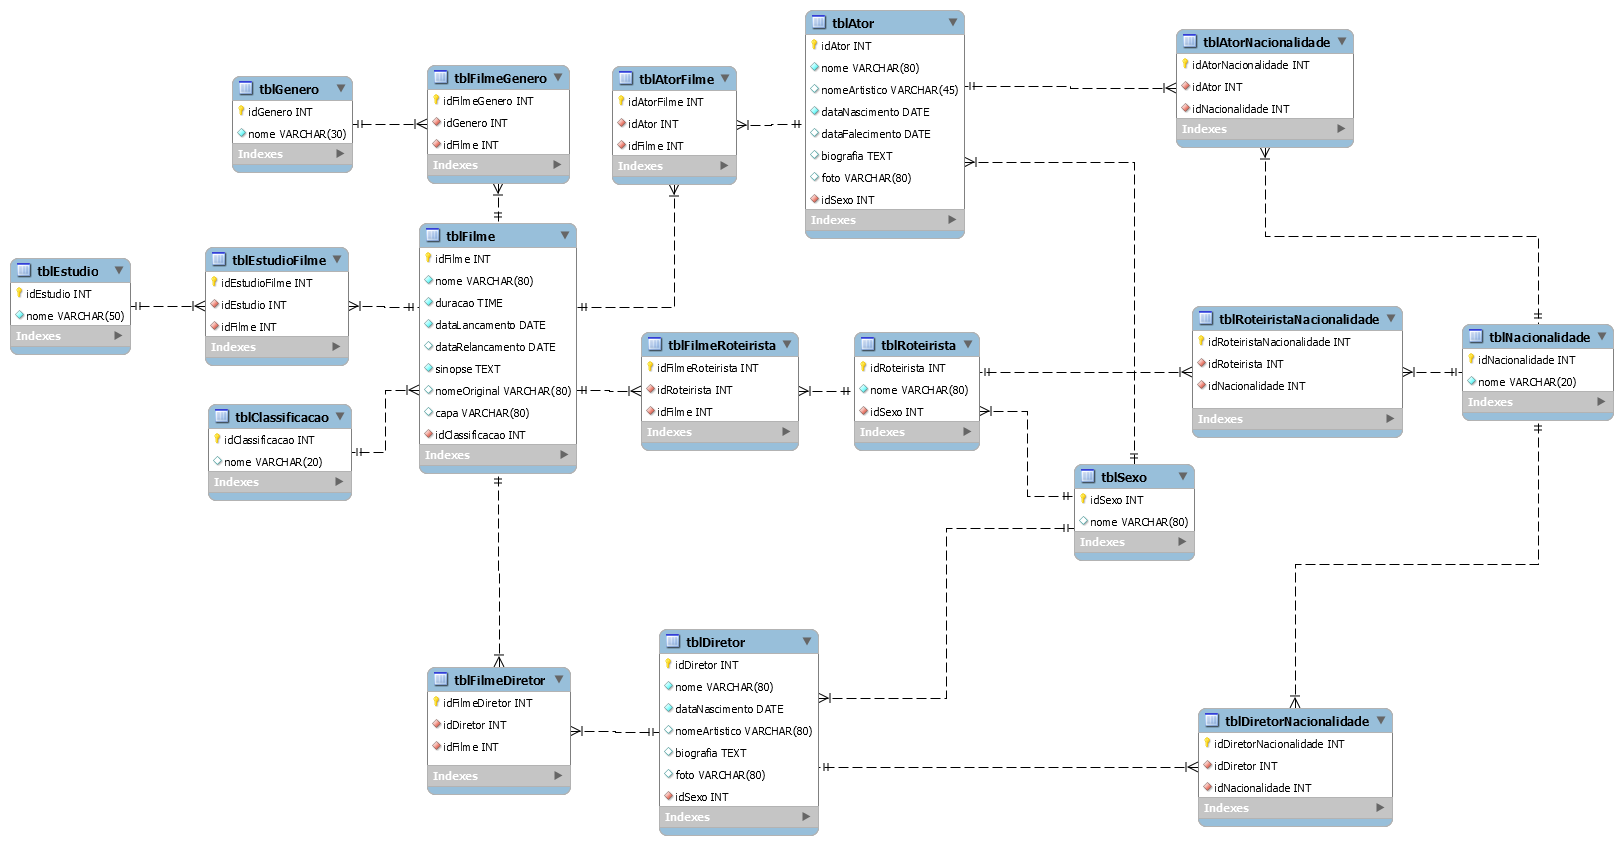 tblGenero
idGenero INT
nome VARCHAR(30)
Indexes
tblFilmeGenero
idFilmeGenero INT
idGenero INT
idFilme INT
Indexes
tblAtorFilme
idAtorFilme INT
idAtor INT
idFilme INT
Indexes
tblAtor
idAtor INT
nome VARCHAR(80)
nomeArtistico VARCHAR(45)
dataNascimento DATE
dataFalecimento DATE
biografia TEXT
foto VARCHAR(80)
idSexo INT
Indexes
tblAtorNacionalidade
idAtorNacionalidade INT
idAtor INT
idNacionalidade INT
Indexes
tblEstudio
idEstudio INT
nome VARCHAR(50)
Indexes
tblEstudioFilme
idEstudioFilme INT
idEstudio INT
idFilme INT
Indexes
tblFilme
idFilme INT
nome VARCHAR(80)
duracao TIME
dataLancamento DATE
dataRelancamento DATE
sinopse TEXT
nomeOriginal VARCHAR(80)
capa VARCHAR(80)
idClassificacao INT
Indexes
tblClassificacao
idClassificacao INT
nome VARCHAR(20)
Indexes
tblFilmeRoteirista
idFilmeRoteirista INT
idRoteirista INT
idFilme INT
Indexes
tblRoteirista
idRoteirista INT
nome VARCHAR(80)
idSexo INT
Indexes
tblRoteiristaNacionalidade
idRoteiristaNacionalidade INT
idRoteirista INT
idNacionalidade INT
Indexes
tblNacionalidade
idNacionalidade INT
nome VARCHAR(20)
Indexes
tblSexo
idSexo INT
nome VARCHAR(80)
Indexes
tblFilmeDiretor
idFilmeDiretor INT
idDiretor INT
idFilme INT
Indexes
tblDiretor
idDiretor INT
nome VARCHAR(80)
dataNascimento DATE
nomeArtistico VARCHAR(80)
biografia TEXT
foto VARCHAR(80)
idSexo INT
Indexes
tblDiretorNacionalidade
idDiretorNacionalidade INT
idDiretor INT
idNacionalidade INT
Indexes